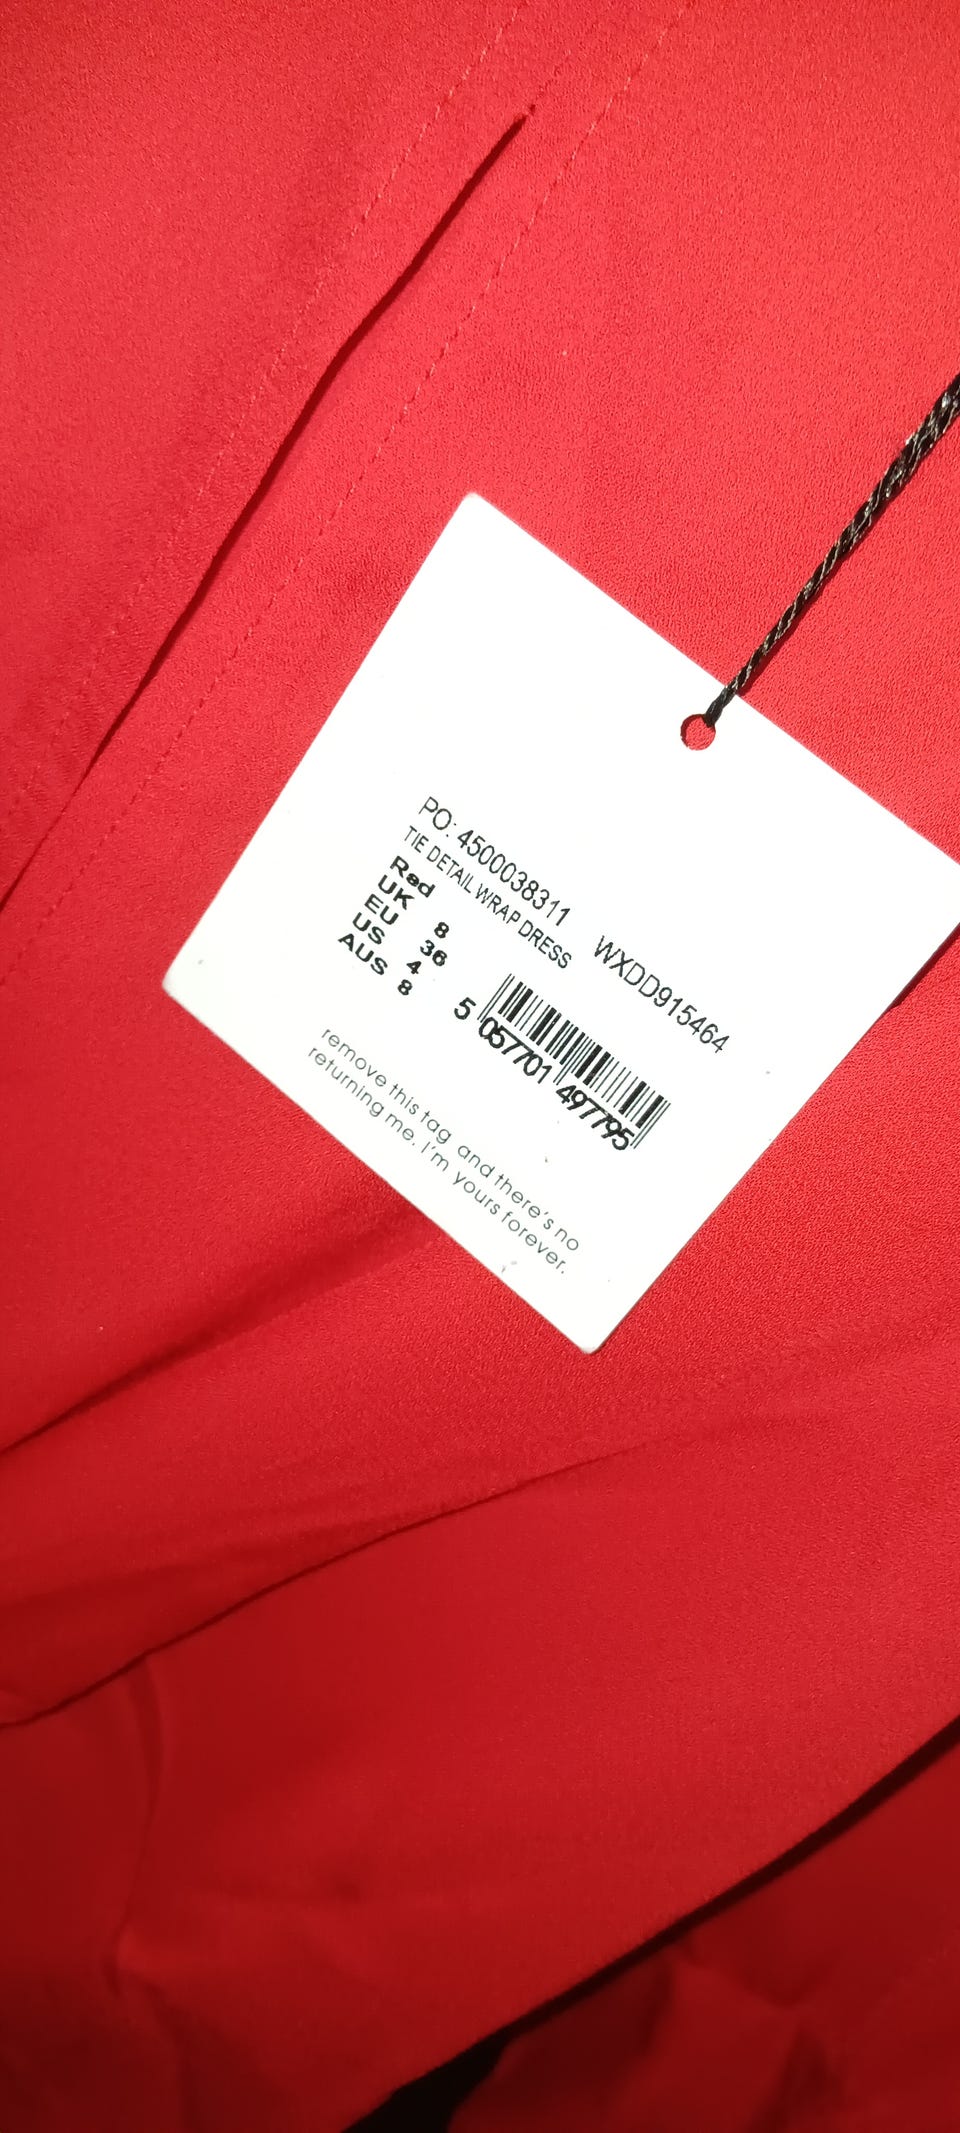 PO: 4500038311 WXDD915464
TIE DETAIL WRAP DRESS
Red
UK 8
EU 36
US 4
AUS 8
5 057701 497795
remove this tag and there's no
returning me. I'm yours forever.